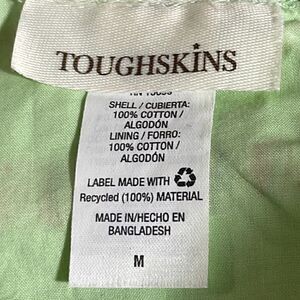 TOUGHSKINS
SHELL / CUBIERTA:
100% COTTON /
ALGODÓN
LINING / FORRO:
100% COTTON /
ALGODÓN
LABEL MADE WITH
Recycled (100%) MATERIAL
MADE IN/HECHO EN
BANGLADESH
M